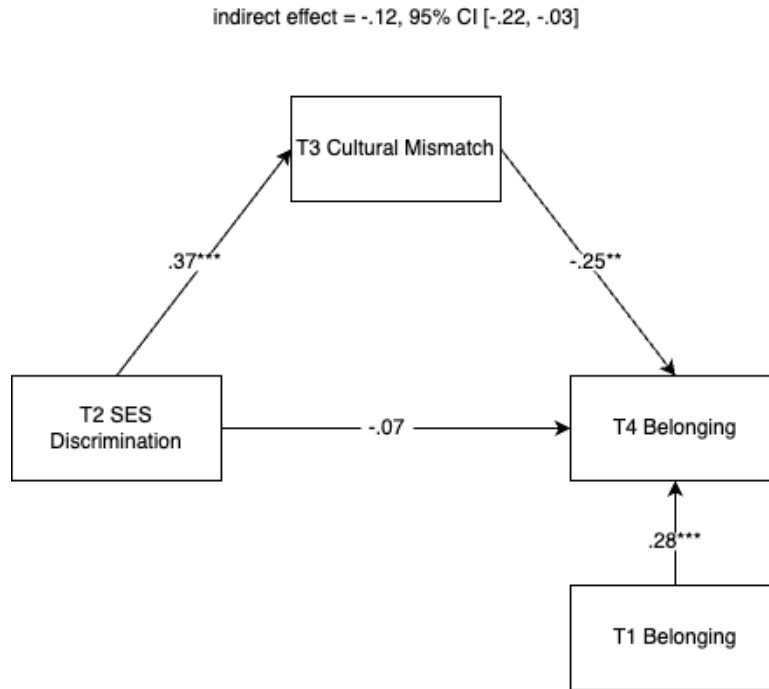 indirect effect = -.12, 95% CI [-.22, -.03]
T3 Cultural Mismatch
.37***
-.25**
T2 SES
Discrimination
-.07
T4 Belonging
.28***
T1 Belonging